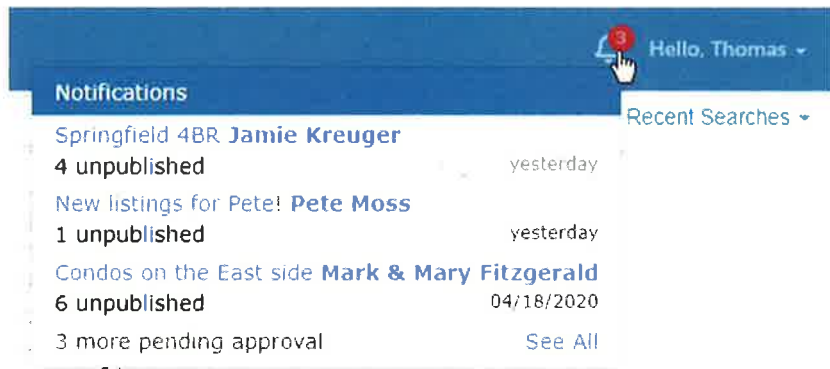 3 Hello, Thomas
Notifications
Recent Searches
Springfield 4BR Jamie Kreuger
4 unpublished yesterday
New listings for Pete! Pete Moss
1 unpublished yesterday
Condos on the East side Mark & Mary Fitzgerald
6 unpublished 04/18/2020
3 more pending approval See All